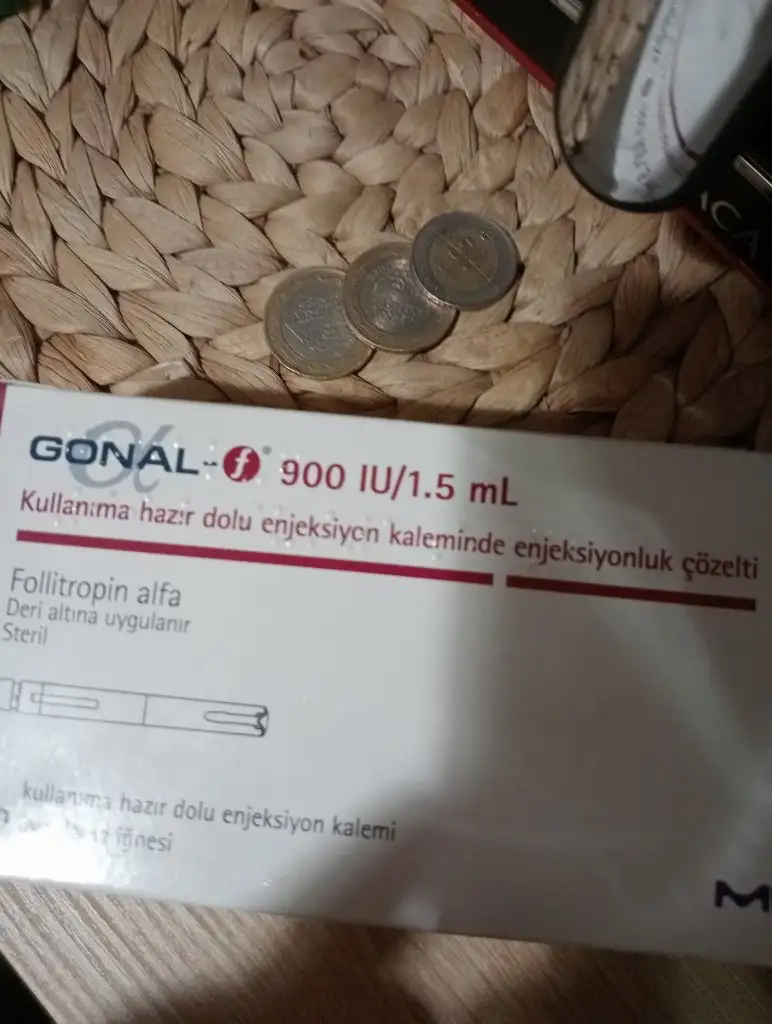 ICA
GONAL-f® 900 IU/1.5 mL
Kullanıma hazır dolu enjeksiyon kaleminde enjeksiyonluk çözelti
Follitropin alfa
Deri altına uygulanır
Steril
kullanıma hazır dolu enjeksiyon kalemi
iğnesi
M